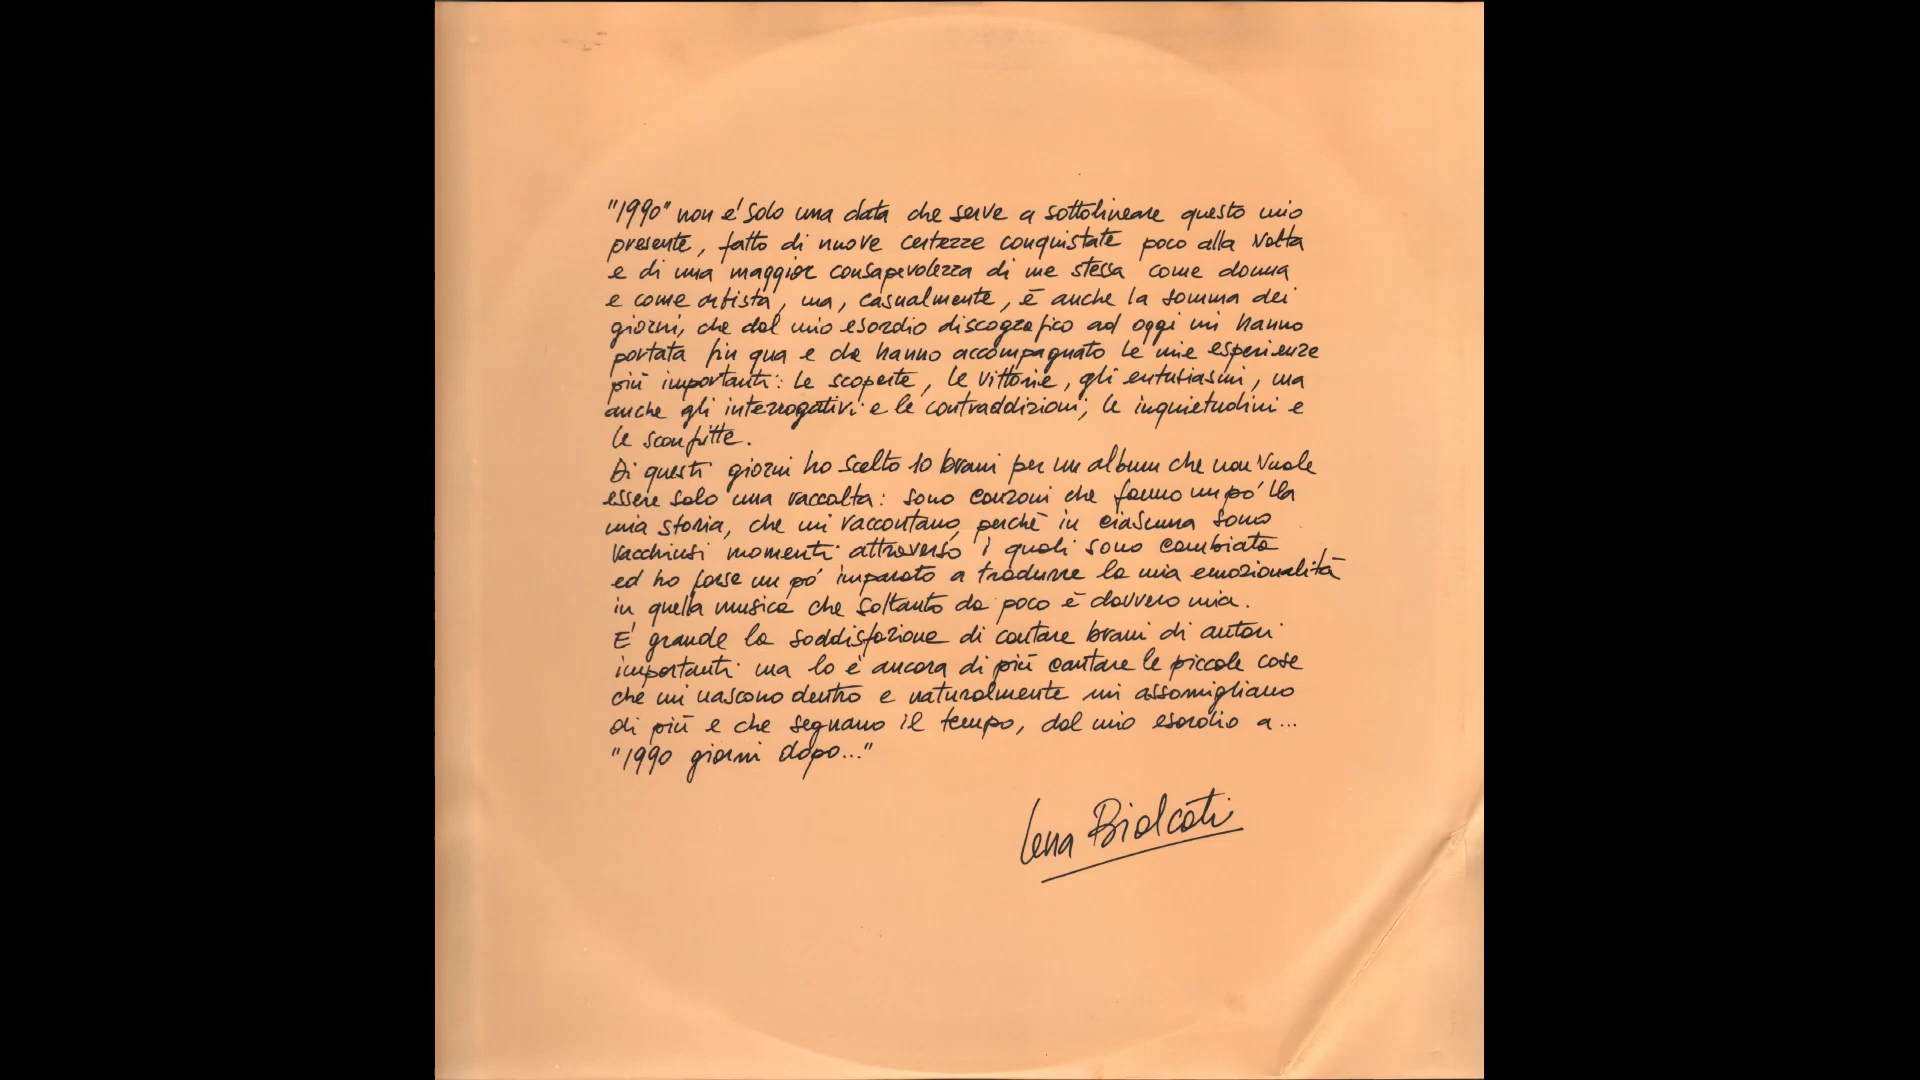 "1990" non e' solo una data che serve a sottolineare questo mio
presente, fatto di nuove certezze conquistate poco alla volta
e di una maggior consapevolezza di me stessa come donna
e come artista, ma, casualmente, è anche la somma dei
giorni, che dal mio esordio discografico ad oggi mi hanno
portata fin qua e da hanno accompagnato le mie esperienze
più importanti: le scoperte, le vittorie, gli entusiasmi, ma
anche gli interrogativi e le contraddizioni, le inquietudini e
le sconfitte.
Di questi giorni ho scelto 10 brani per un album che non vuole
essere solo una raccolta: sono canzoni che fanno un po' la
mia storia, che mi raccontano, perchè in ciascuna sono
racchiusi momenti attraverso i quali sono cambiata
ed ho forse un po' imparato a tradurre la mia emozionalità
in quella musica che soltanto da poco è davvero mia.
E' grande la soddisfazione di cantare brani di autori
importanti ma lo è ancora di più cantare le piccole cose
che mi nascono dentro e naturalmente mi assomigliano
di più e che segnano il tempo, dal mio esordio a...
"1990 giorni dopo..."
Lena Biolcati